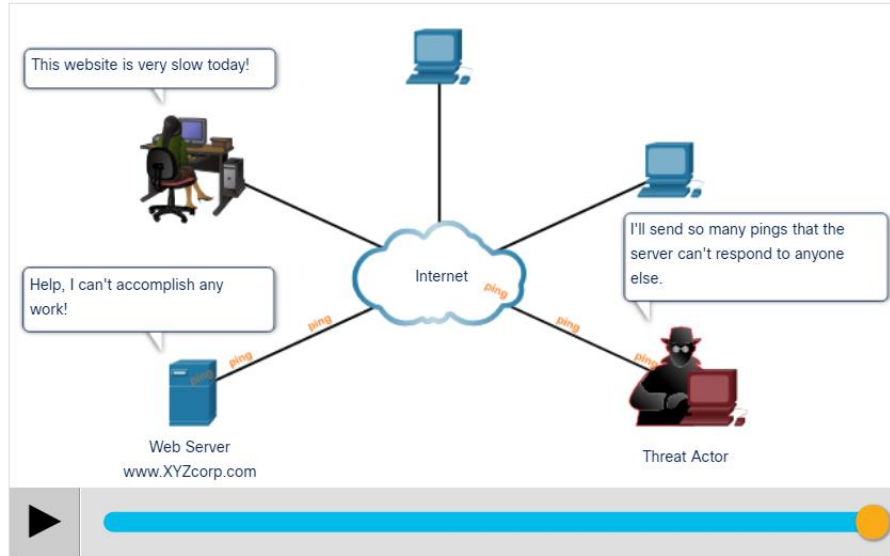 This website is very slow today!
I'll send so many pings that the
server can't respond to anyone
else.
Internet
Help, I can't accomplish any
work!
ping
ping
ping
ping
ping
ping
Web Server
www.XYZcorp.com
Threat Actor